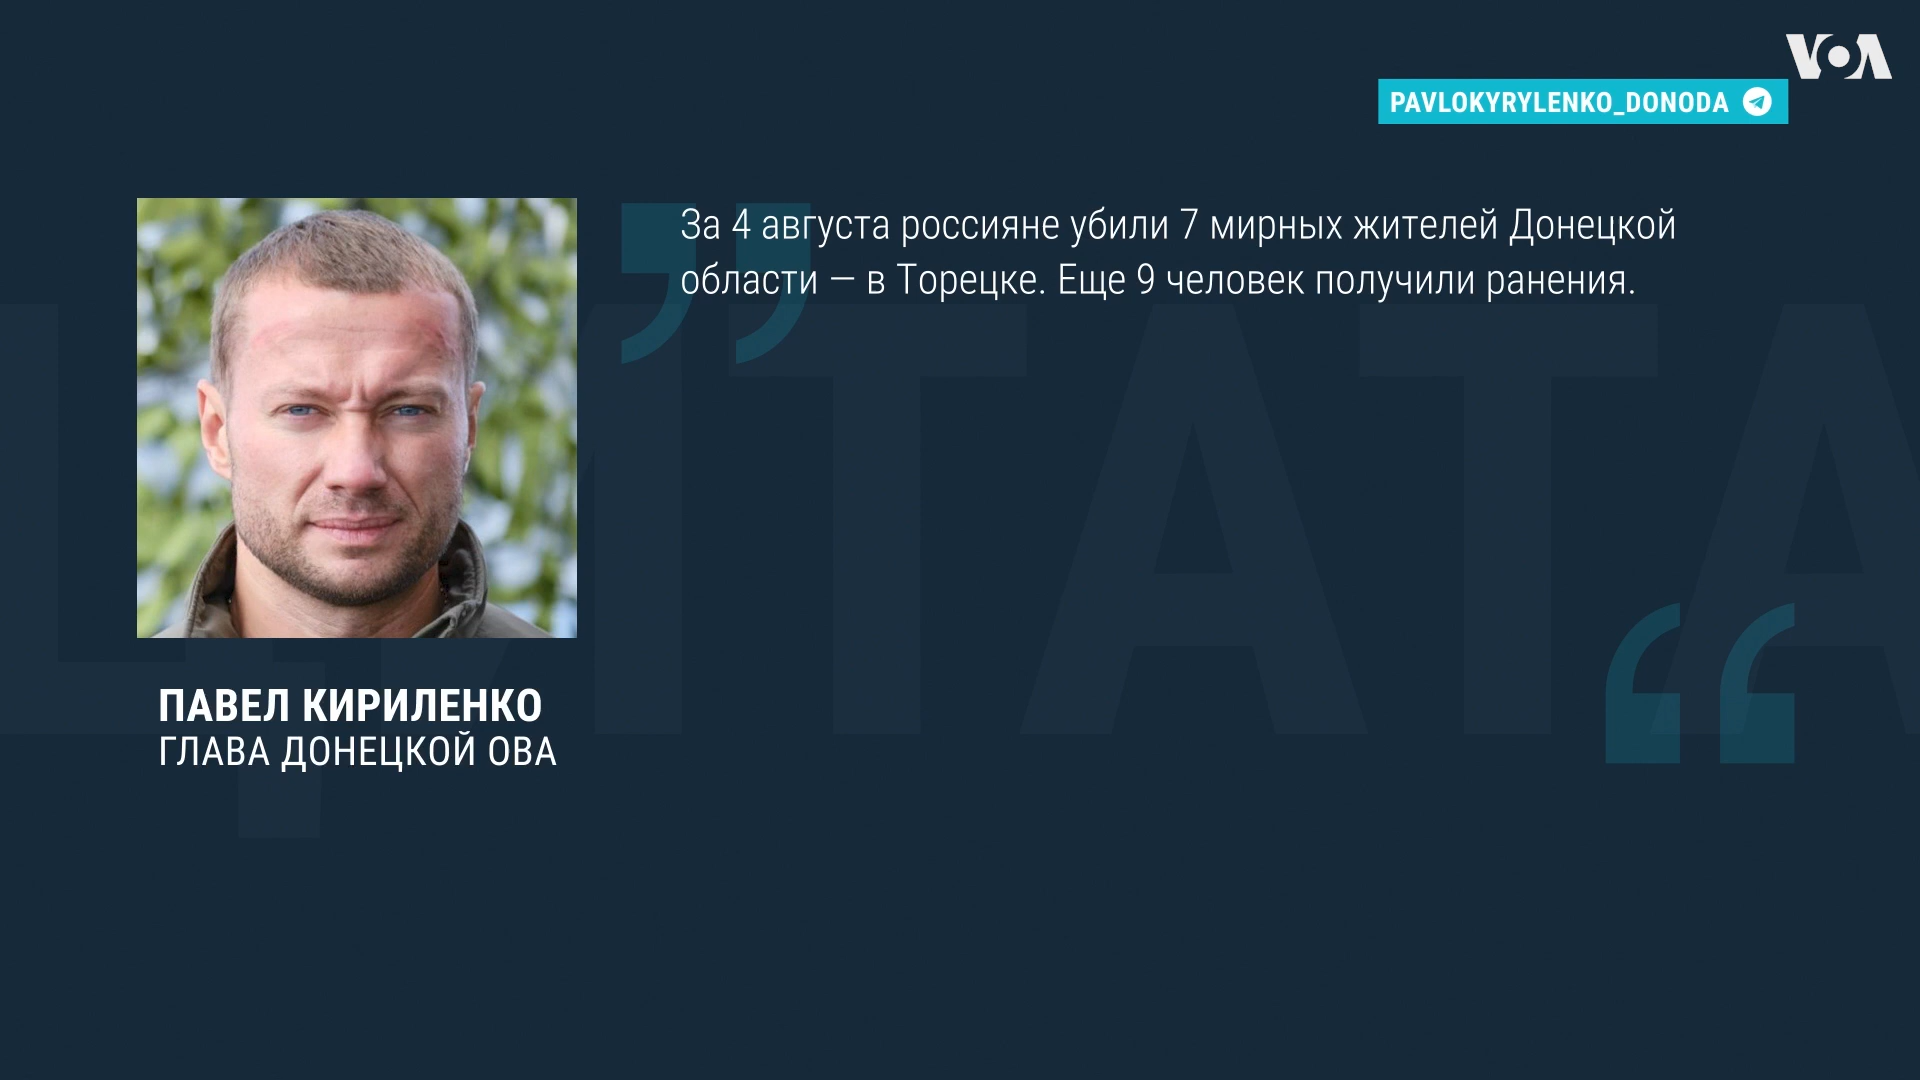 VOA
PAVLOKYRYLENKO_DONODA
За 4 августа россияне убили 7 мирных жителей Донецкой
области — в Торецке. Еще 9 человек получили ранения.
ЦИТАТА
ПАВЕЛ КИРИЛЕНКО
ГЛАВА ДОНЕЦКОЙ ОВА